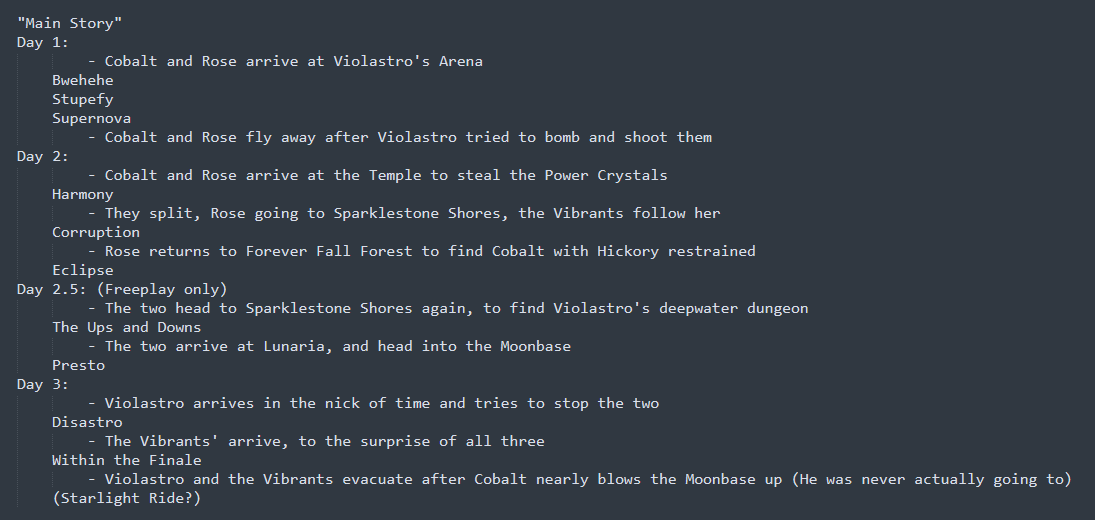 "Main Story"
Day 1:
- Cobalt and Rose arrive at Violastro's Arena
Bwehehe
Stupefy
Supernova
- Cobalt and Rose fly away after Violastro tried to bomb and shoot them
Day 2:
- Cobalt and Rose arrive at the Temple to steal the Power Crystals
Harmony
- They split, Rose going to Sparklestone Shores, the Vibrants follow her
Corruption
- Rose returns to Forever Fall Forest to find Cobalt with Hickory restrained
Eclipse
Day 2.5: (Freeplay only)
- The two head to Sparklestone Shores again, to find Violastro's deepwater dungeon
The Ups and Downs
- The two arrive at Lunaria, and head into the Moonbase
Presto
Day 3:
- Violastro arrives in the nick of time and tries to stop the two
Disastro
- The Vibrants' arrive, to the surprise of all three
Within the Finale
- Violastro and the Vibrants evacuate after Cobalt nearly blows the Moonbase up (He was never actually going to)
(Starlight Ride?)